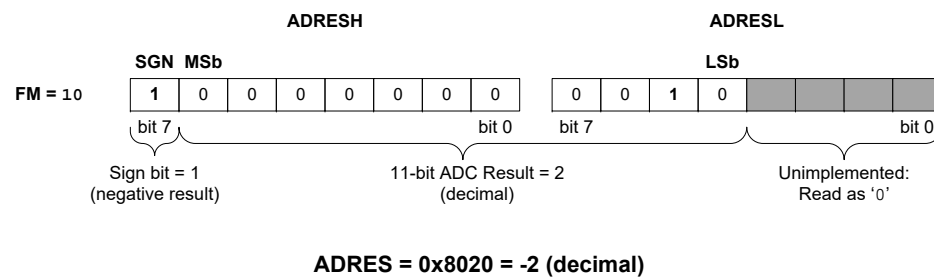 ADRESH ADRESL
SGN MSb LSb
FM = 10 1 0 0 0 0 0 0 0 0 0 1 0
bit 7 bit 0 bit 7 bit 0
Sign bit = 1 11-bit ADC Result = 2 Unimplemented:
(negative result) (decimal) Read as ‘0’
ADRES = 0x8020 = -2 (decimal)